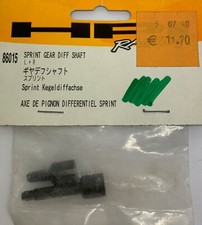 86015
SPRINT GEAR DIFF SHAFT
L+R
ギヤデフシャフト
スプリント
Sprint Kegeldiffachse
AXE DE PIGNON DIFFERENTIEL SPRINT
€ 11.70